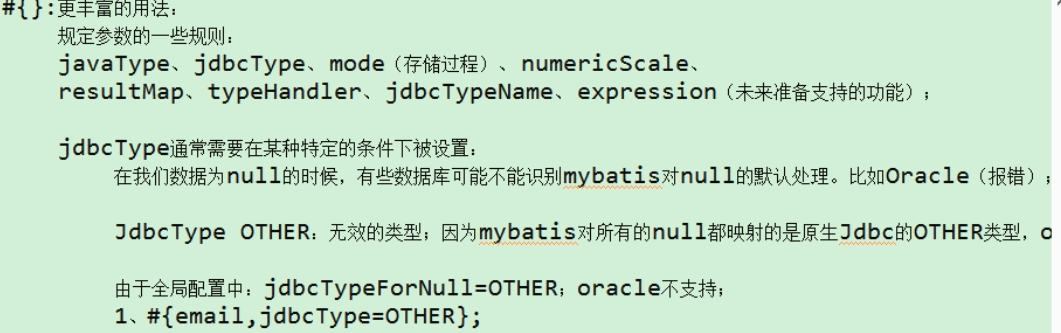 #{}:更丰富的用法：
规定参数的一些规则：
javaType、jdbcType、mode（存储过程）、numericScale、
resultMap、typeHandler、jdbcTypeName、expression（未来准备支持的功能）；
jdbcType通常需要在某种特定的条件下被设置：
在我们数据为null的时候，有些数据库可能不能识别mybatis对null的默认处理。比如Oracle（报错）；
JdbcType OTHER：无效的类型；因为mybatis对所有的null都映射的是原生Jdbc的OTHER类型，o
由于全局配置中：jdbcTypeForNull=OTHER；oracle不支持；
1、#{email,jdbcType=OTHER};